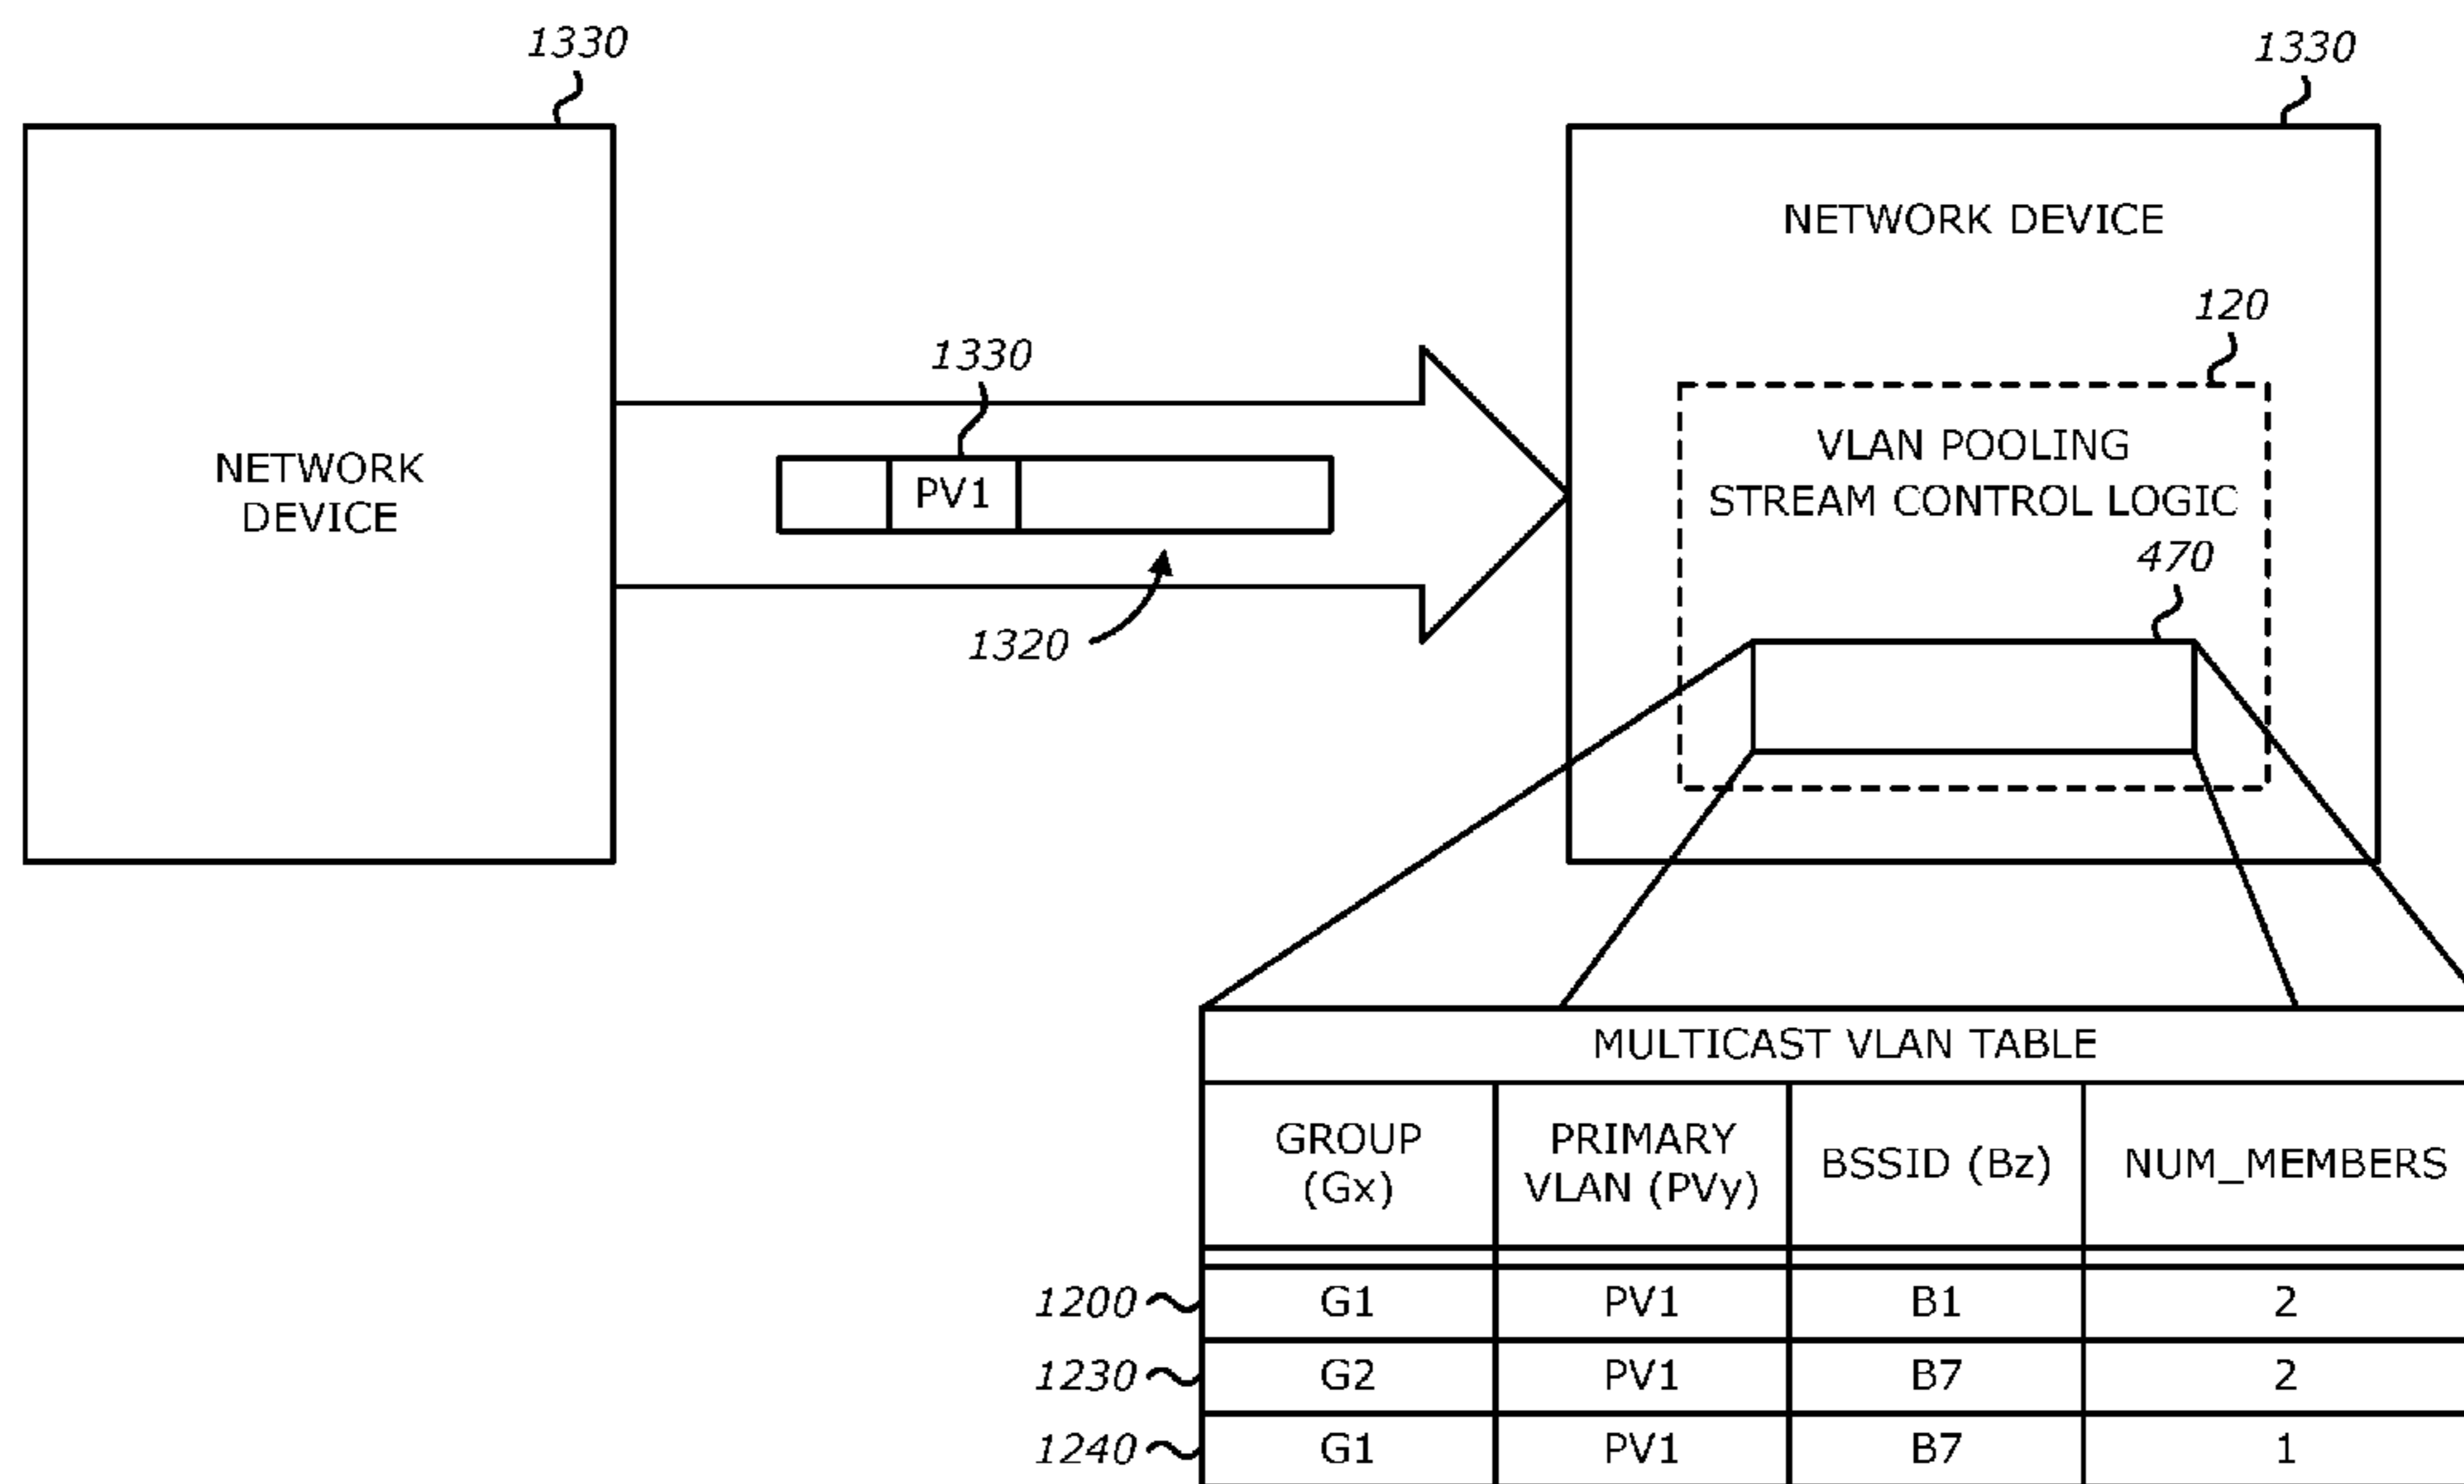 1330
1330
NETWORK DEVICE
120
1330
VLAN POOLING
STREAM CONTROL LOGIC
NETWORK
DEVICE
PV1
470
1320
MULTICAST VLAN TABLE
GROUP
(Gx)
PRIMARY
VLAN (PVy)
BSSID (Bz)
NUM_MEMBERS
1200 G1 PV1 B1 2
1230 G2 PV1 B7 2
1240 G1 PV1 B7 1